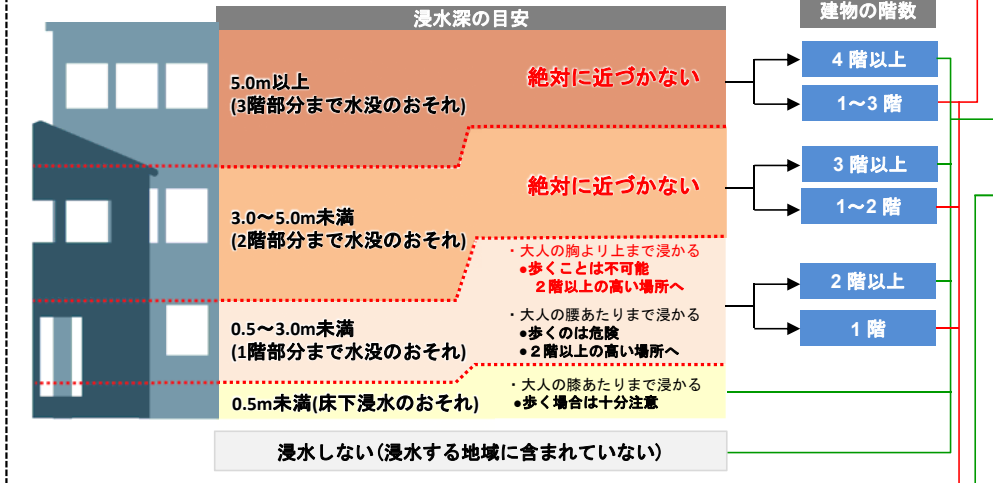 浸水深の目安
建物の階数
5.0m以上
(3階部分まで水没のおそれ)
絶対に近づかない
4 階以上
1～3 階
3.0～5.0m未満
(2階部分まで水没のおそれ)
絶対に近づかない
3 階以上
1～2 階
・大人の胸より上まで浸かる
●歩くことは不可能
２階以上の高い場所へ
0.5～3.0m未満
(1階部分まで水没のおそれ)
・大人の腰あたりまで浸かる
●歩くのは危険
●２階以上の高い場所へ
2 階以上
1 階
0.5m未満(床下浸水のおそれ)
・大人の膝あたりまで浸かる
●歩く場合は十分注意
浸水しない(浸水する地域に含まれていない)